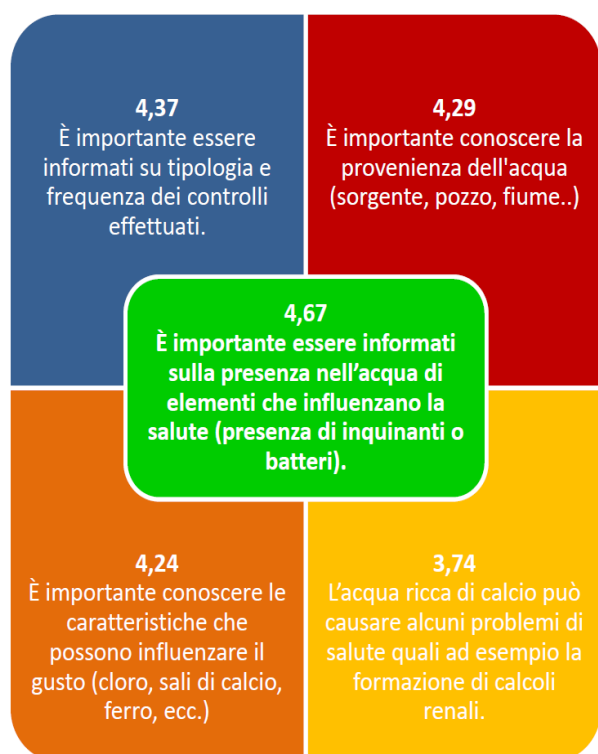 4,37
È importante essere
informati su tipologia e
frequenza dei controlli
effettuati.
4,29
È importante conoscere la
provenienza dell'acqua
(sorgente, pozzo, fiume..)
4,67
È importante essere informati
sulla presenza nell’acqua di
elementi che influenzano la
salute (presenza di inquinanti o
batteri).
4,24
È importante conoscere le
caratteristiche che
possono influenzare il
gusto (cloro, sali di calcio,
ferro, ecc.)
3,74
L’acqua ricca di calcio può
causare alcuni problemi di
salute quali ad esempio la
formazione di calcoli
renali.